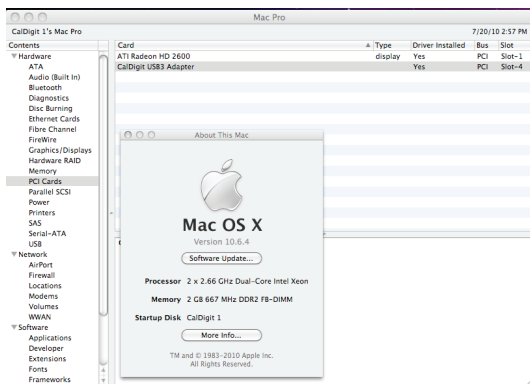 Mac Pro
CalDigit 1's Mac Pro 7/20/10 2:57 PM
Contents
Hardware
ATA
Audio (Built In)
Bluetooth
Diagnostics
Disc Burning
Ethernet Cards
Fibre Channel
FireWire
Graphics/Displays
Hardware RAID
Memory
PCI Cards
Parallel SCSI
Power
Printers
SAS
Serial-ATA
USB
Network
AirPort
Firewall
Locations
Modems
Volumes
WWAN
Software
Applications
Developer
Extensions
Fonts
Frameworks
Card Type Driver Installed Bus Slot
ATI Radeon HD 2600 display Yes PCI Slot-1
CalDigit USB3 Adapter Yes PCI Slot-4
About This Mac
Mac OS X
Version 10.6.4
Software Update...
Processor 2 x 2.66 GHz Dual-Core Intel Xeon
Memory 2 GB 667 MHz DDR2 FB-DIMM
Startup Disk CalDigit 1
More Info...
TM and © 1983-2010 Apple Inc.
All Rights Reserved.